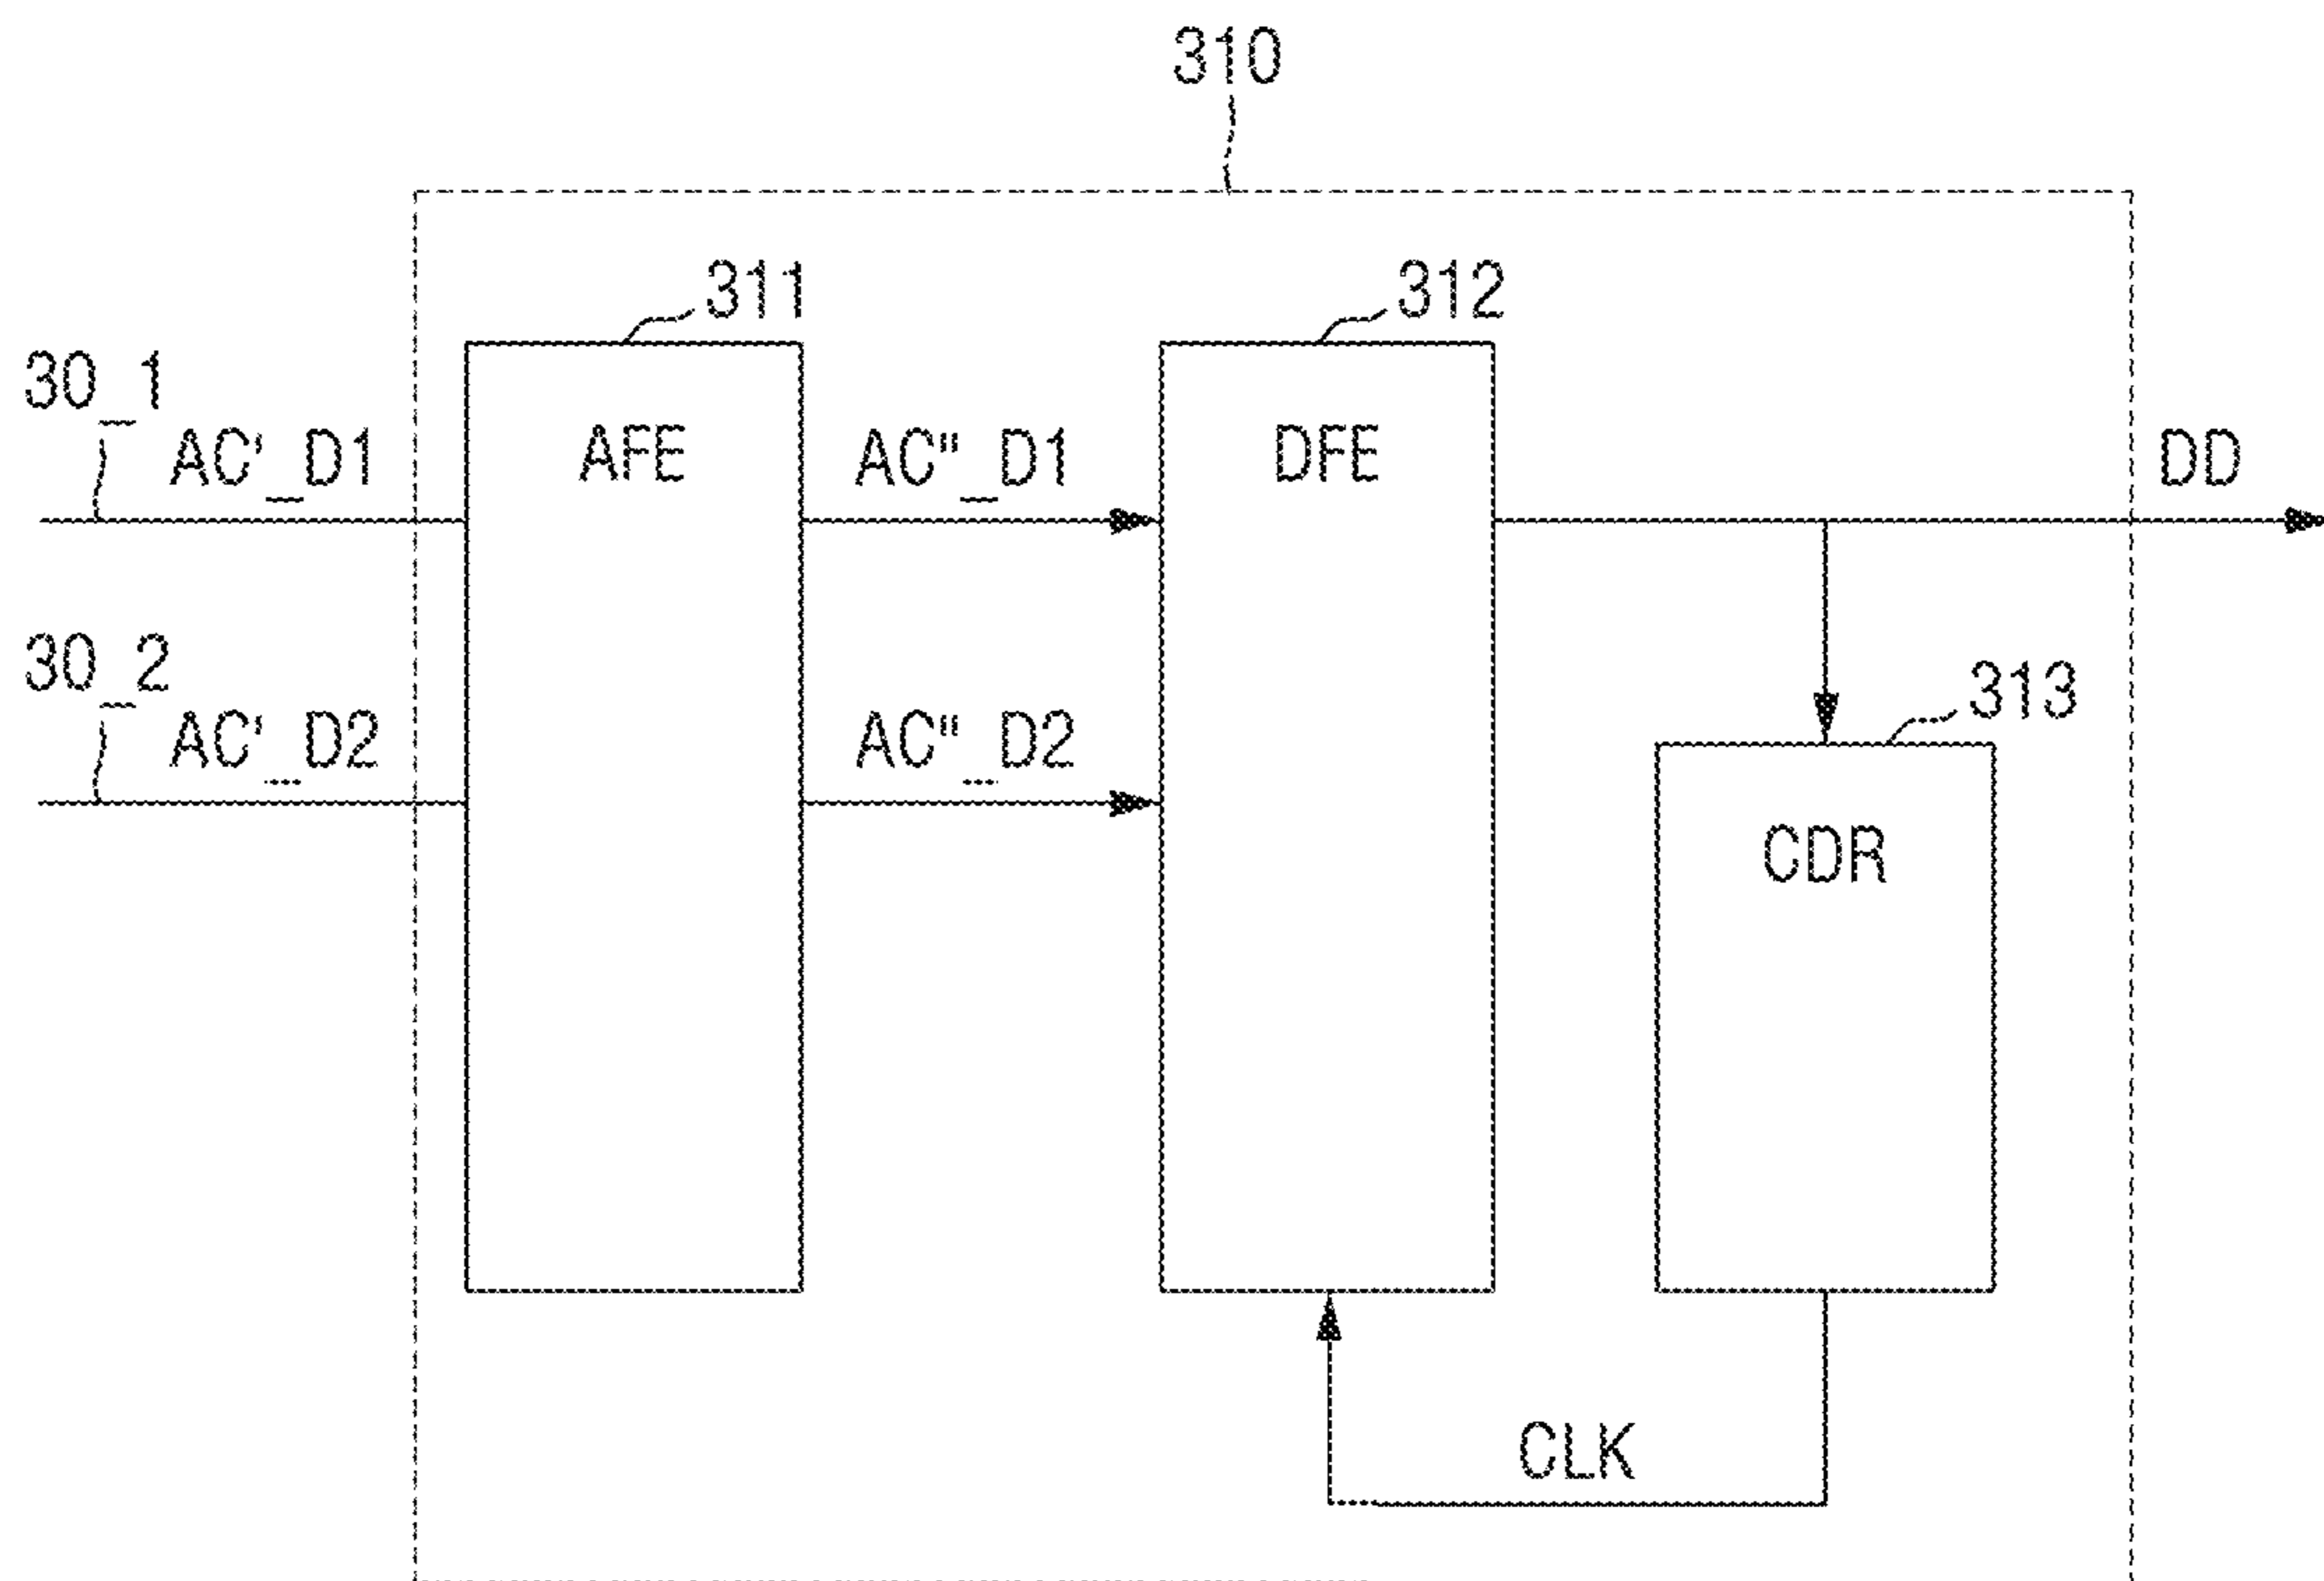 310
311
312
30_1
AC'_D1
AFE
AC"_D1
DFE
DD
30_2
AC'_D2
AC"_D2
313
CDR
CLK